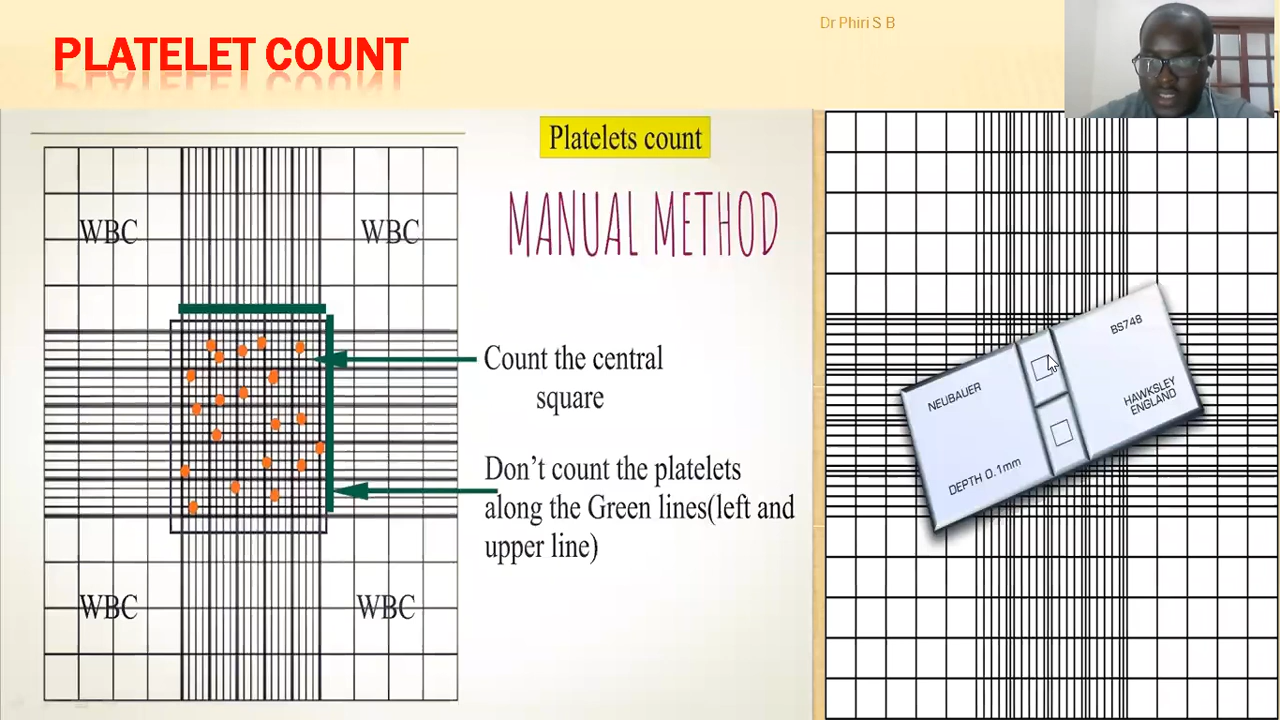 Dr Phiri S B
PLATELET COUNT
Platelets count
MANUAL METHOD
WBC
WBC
Count the central
square
Don’t count the platelets
along the Green lines(left and
upper line)
WBC
WBC
BS748
NEUBAUER
HAWKSLEY
ENGLAND
DEPTH 0.1mm